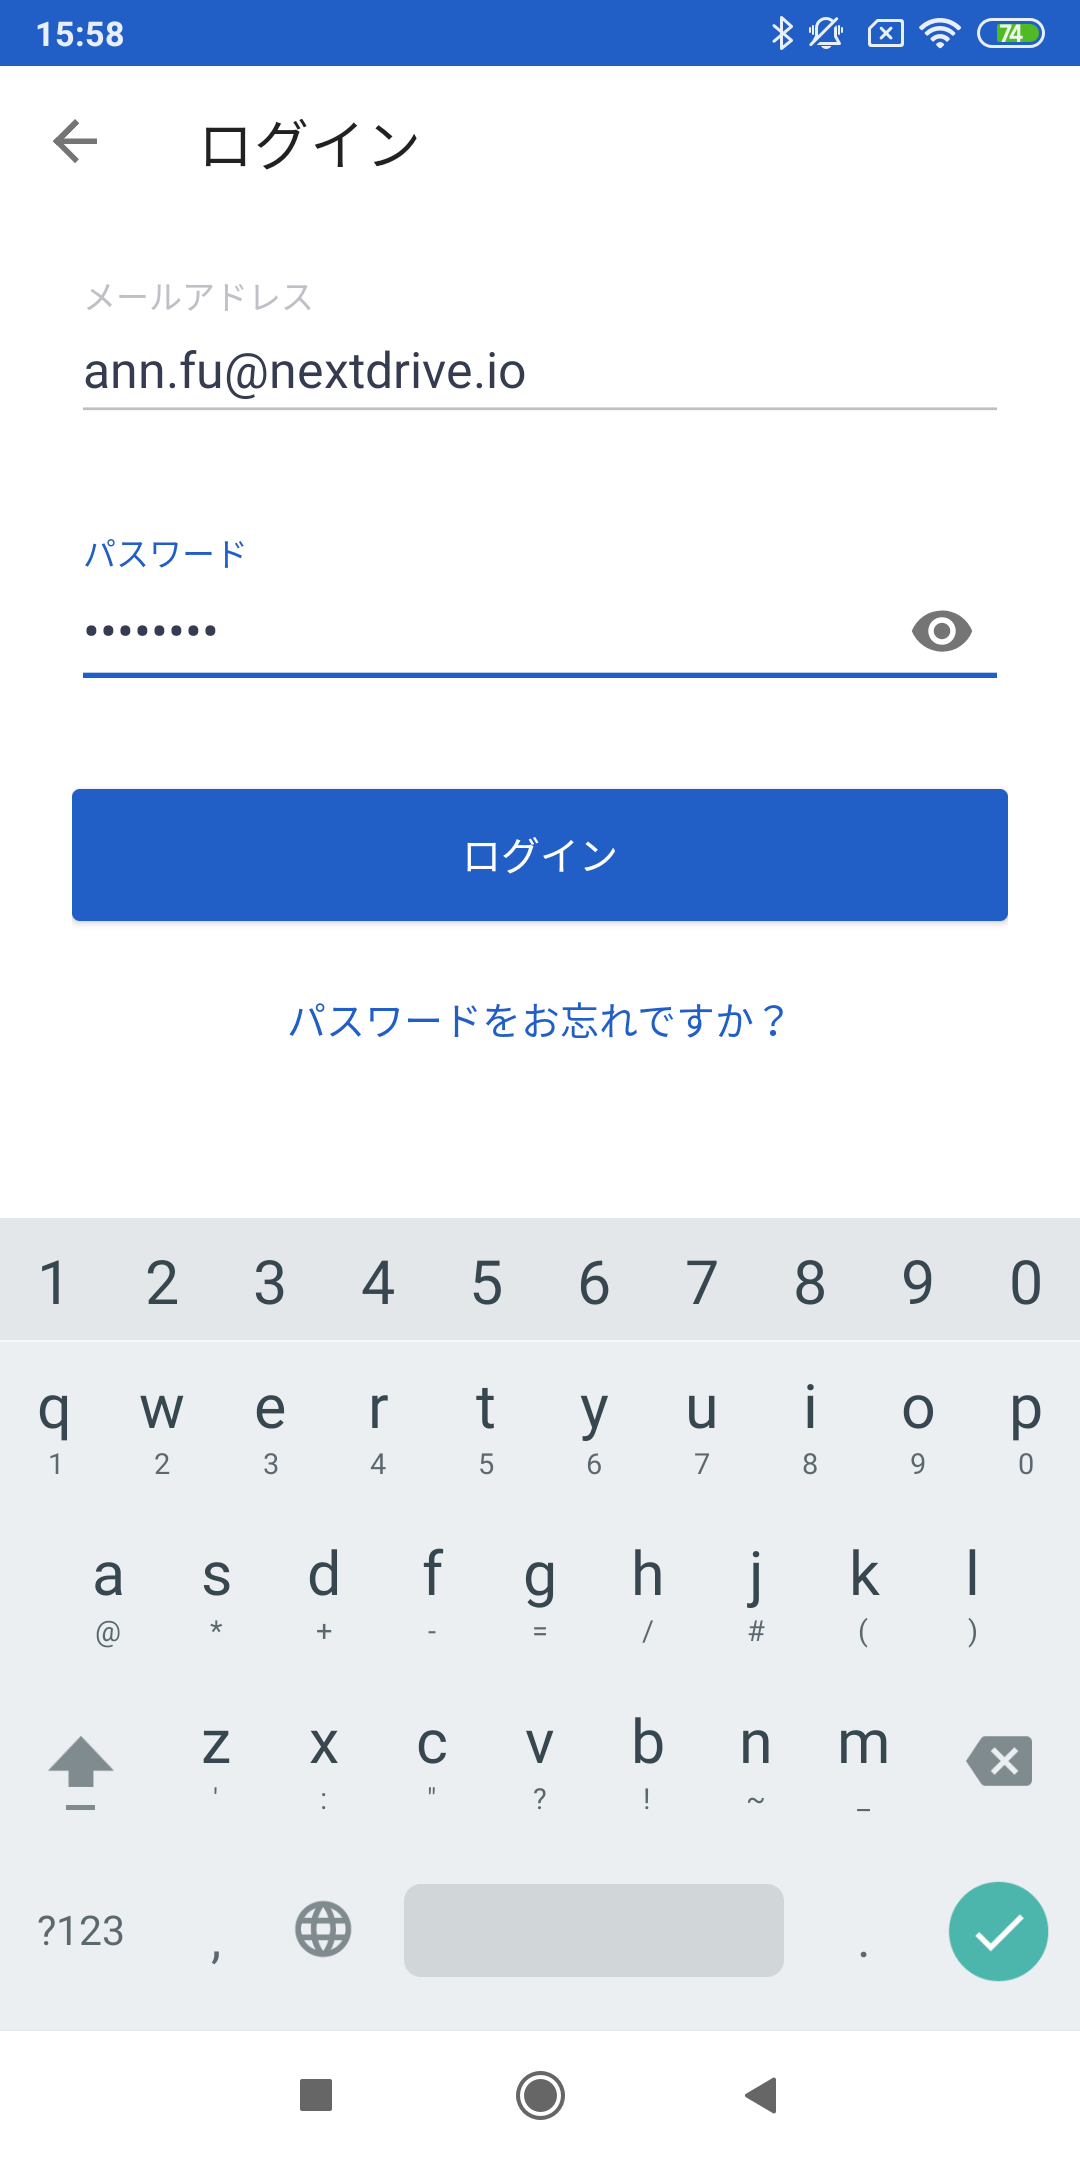 15:58 74
ログイン
メールアドレス
ann.fu@nextdrive.io
パスワード
••••••••
ログイン
パスワードをお忘れですか？
1 2 3 4 5 6 7 8 9 0
q w e r t y u i o p
1 2 3 4 5 6 7 8 9 0
a s d f g h j k l
@ * + - = / # ( )
z x c v b n m
' : " ? ! ~ _
?123 , .